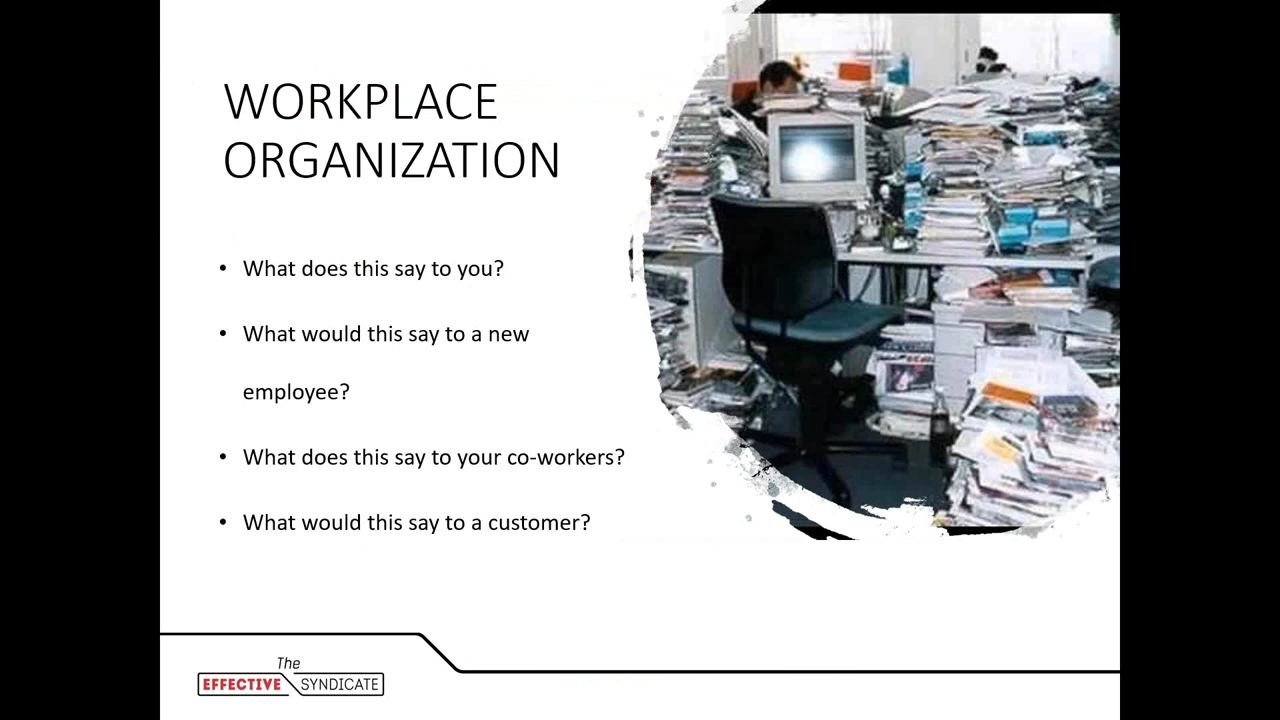 WORKPLACE
ORGANIZATION
• What does this say to you?
• What would this say to a new
employee?
• What does this say to your co-workers?
• What would this say to a customer?
The
EFFECTIVE SYNDICATE